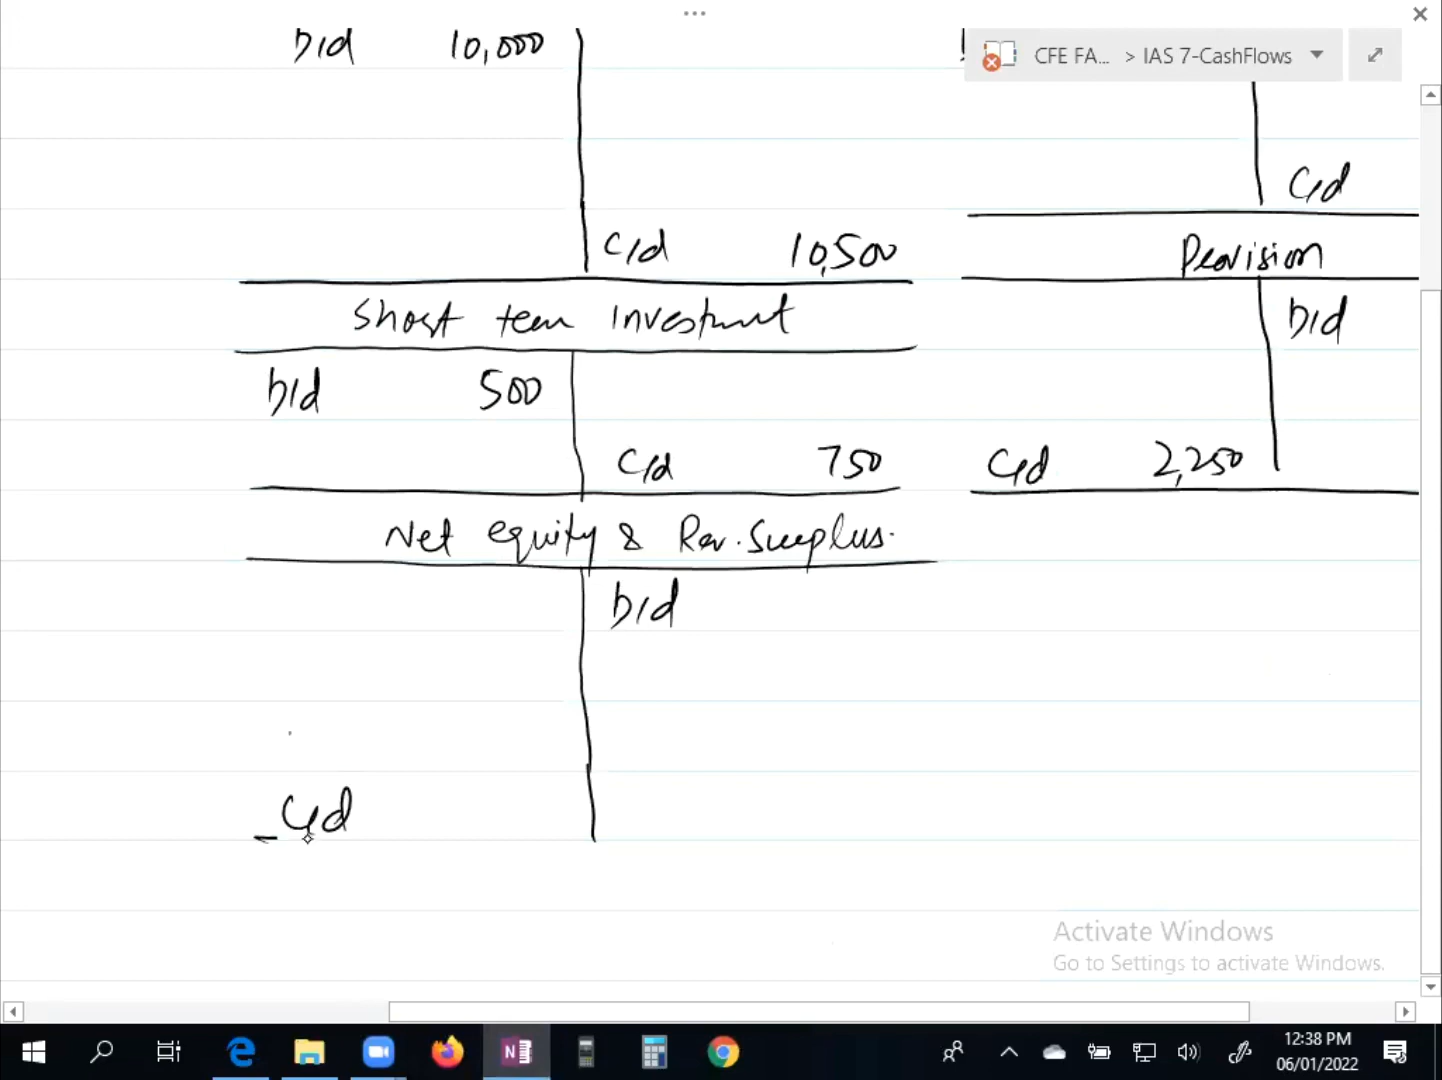 b/d 10,000
CFE FA... > IAS 7-CashFlows
C/d
C/d 10,500
Provision
Short term Investment
b/d
b/d 500
C/d 750
C/d 2,250
Net equity & Rev. Surplus.
b/d
C/d
Activate Windows
Go to Settings to activate Windows.
12:38 PM
06/01/2022